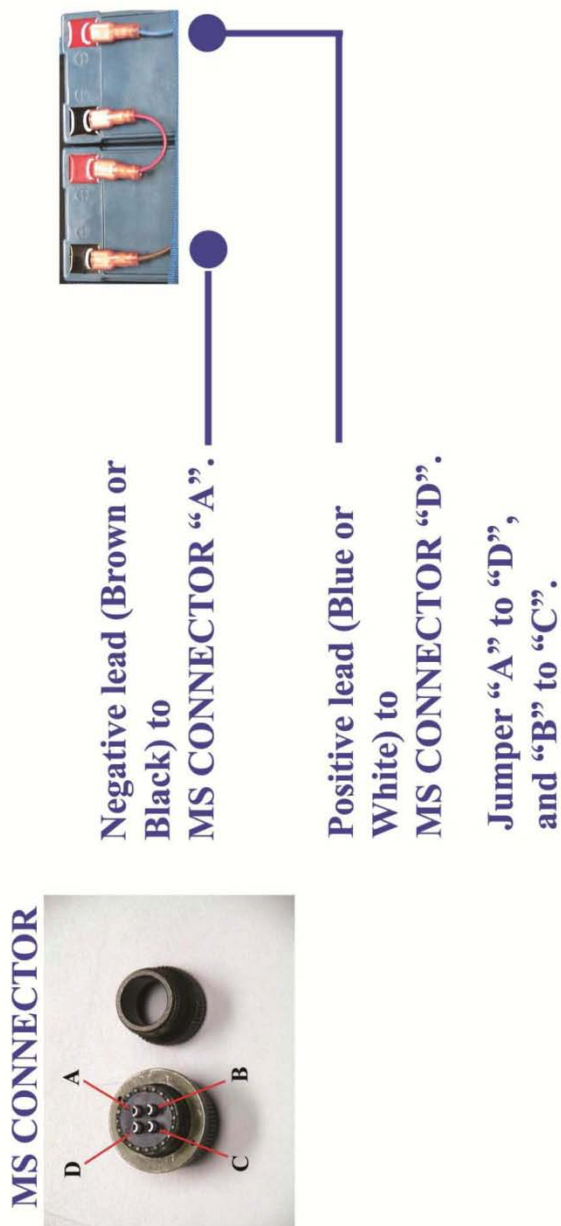 MS CONNECTOR
D
A
C
B
Negative lead (Brown or
Black) to
MS CONNECTOR “A”.
Positive lead (Blue or
White) to
MS CONNECTOR “D”.
Jumper “A” to “D”,
and “B” to “C”.